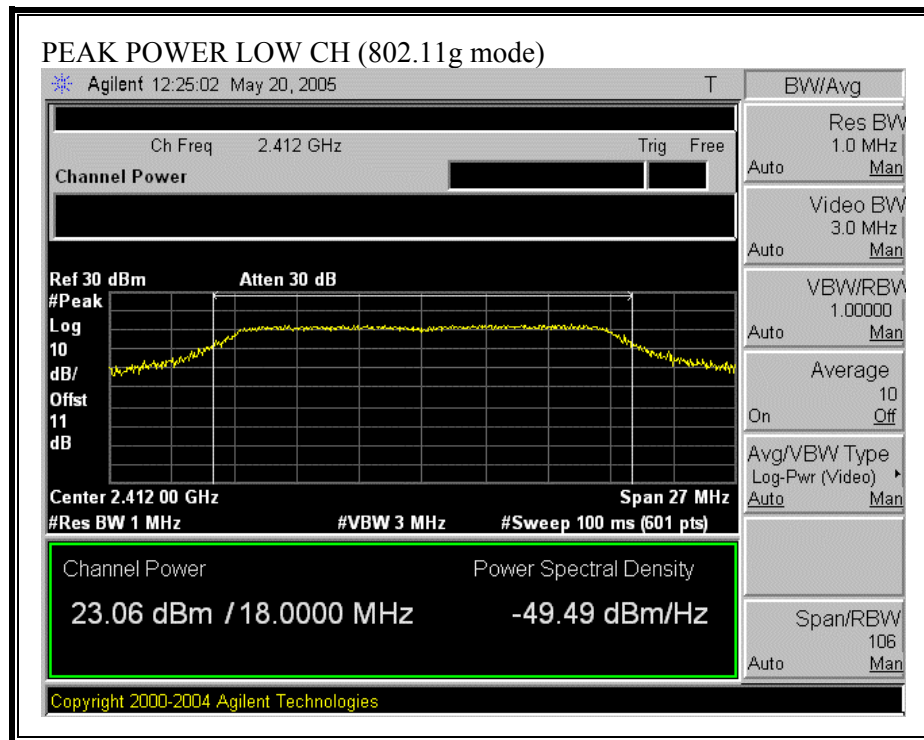 PEAK POWER LOW CH (802.11g mode)
Agilent 12:25:02 May 20, 2005 T
BW/Avg
Ch Freq 2.412 GHz Trig Free
Channel Power
Res BW
1.0 MHz
Auto Man
Video BW
3.0 MHz
Auto Man
VBW/RBW
1.00000
Auto Man
Average
10
On Off
Avg/VBW Type
Log-Pwr (Video)
Auto Man
Span/RBW
106
Auto Man
Ref 30 dBm Atten 30 dB
#Peak
Log
10
dB/
Offst
11
dB
Center 2.412 00 GHz Span 27 MHz
#Res BW 1 MHz #VBW 3 MHz #Sweep 100 ms (601 pts)
Channel Power Power Spectral Density
23.06 dBm / 18.0000 MHz -49.49 dBm/Hz
Copyright 2000-2004 Agilent Technologies